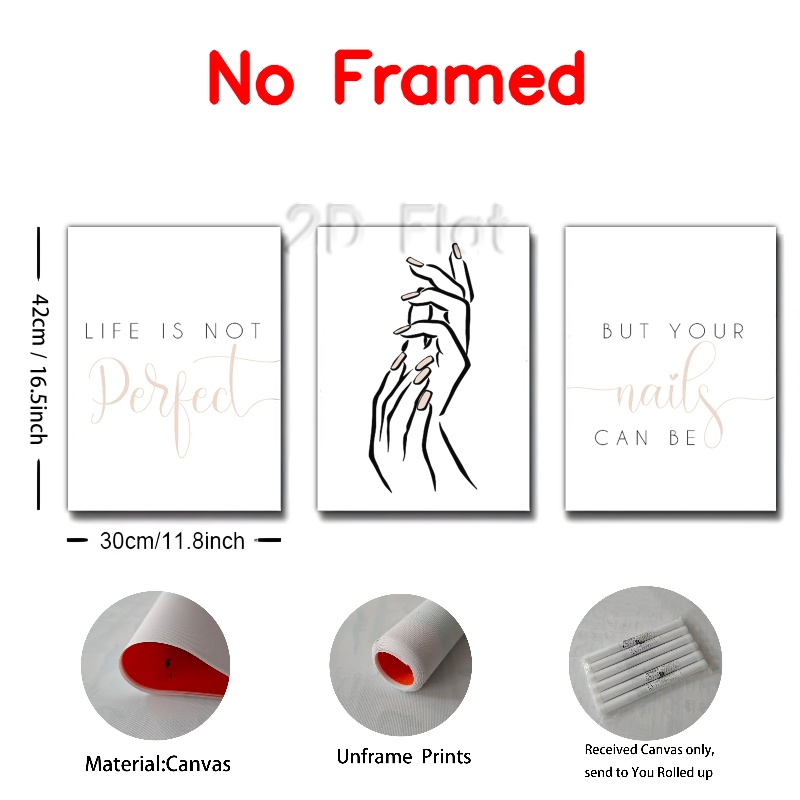 No Framed
2D Flat
42cm / 16.5inch
LIFE IS NOT
Perfect
BUT YOUR
nails
CAN BE
30cm/11.8inch
Material:Canvas
Unframe Prints
Received Canvas only,
send to You Rolled up